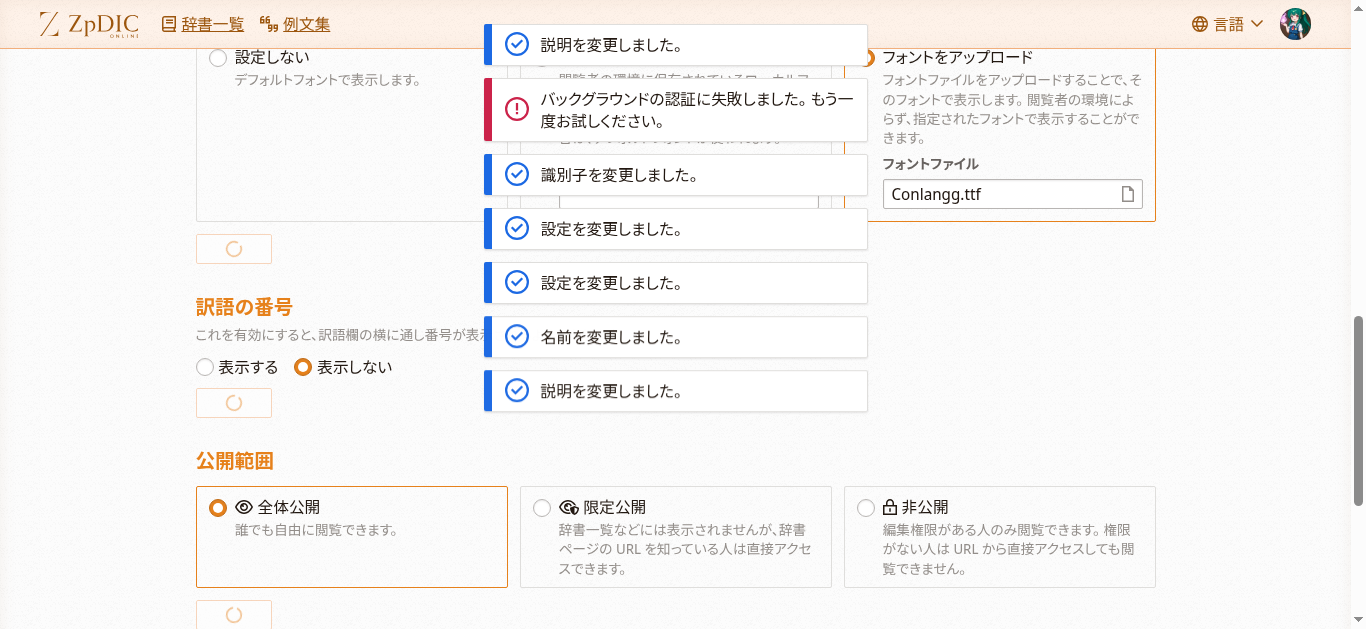 ZpDIC
ONLINE
辞書一覧
例文集
言語
説明を変更しました。
バックグラウンドの認証に失敗しました。もう一
度お試しください。
識別子を変更しました。
設定を変更しました。
設定を変更しました。
名前を変更しました。
説明を変更しました。
設定しない
デフォルトフォントで表示します。
フォントをアップロード
フォントファイルをアップロードすることで、そ
のフォントで表示します。閲覧者の環境によ
らず、指定されたフォントで表示することがで
きます。
フォントファイル
Conlangg.ttf
訳語の番号
これを有効にすると、訳語欄の横に通し番号が表示
表示する
表示しない
公開範囲
全体公開
誰でも自由に閲覧できます。
限定公開
辞書一覧などには表示されませんが、辞書
ページの URL を知っている人は直接アクセ
スできます。
非公開
編集権限がある人のみ閲覧できます。権限
がない人は URL から直接アクセスしても閲
覧できません。